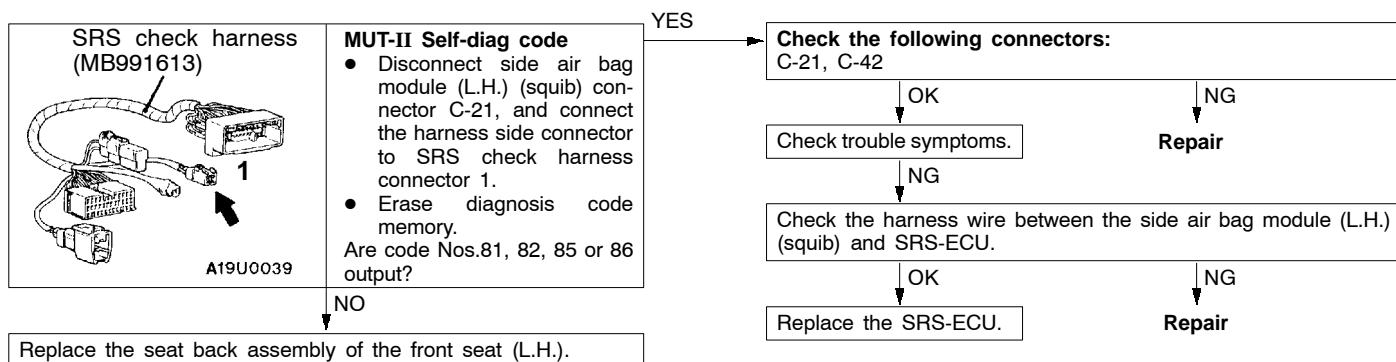 SRS check harness
(MB991613)
1
A19U0039
MUT-II Self-diag code
● Disconnect side air bag
module (L.H.) (squib) con-
nector C-21, and connect
the harness side connector
to SRS check harness
connector 1.
● Erase diagnosis code
memory.
Are code Nos.81, 82, 85 or 86
output?
YES
Check the following connectors:
C-21, C-42
OK
NG
Check trouble symptoms.
Repair
NG
Check the harness wire between the side air bag module (L.H.)
(squib) and SRS-ECU.
OK
NG
Replace the SRS-ECU.
Repair
NO
Replace the seat back assembly of the front seat (L.H.).